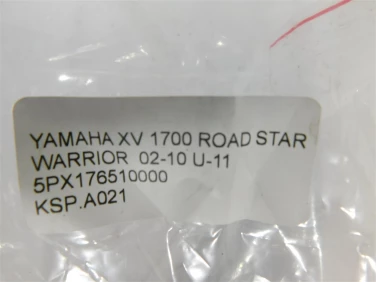 YAMAHA XV 1700 ROAD STAR
WARRIOR 02-10 U-11
5PX176510000
KSP.A021